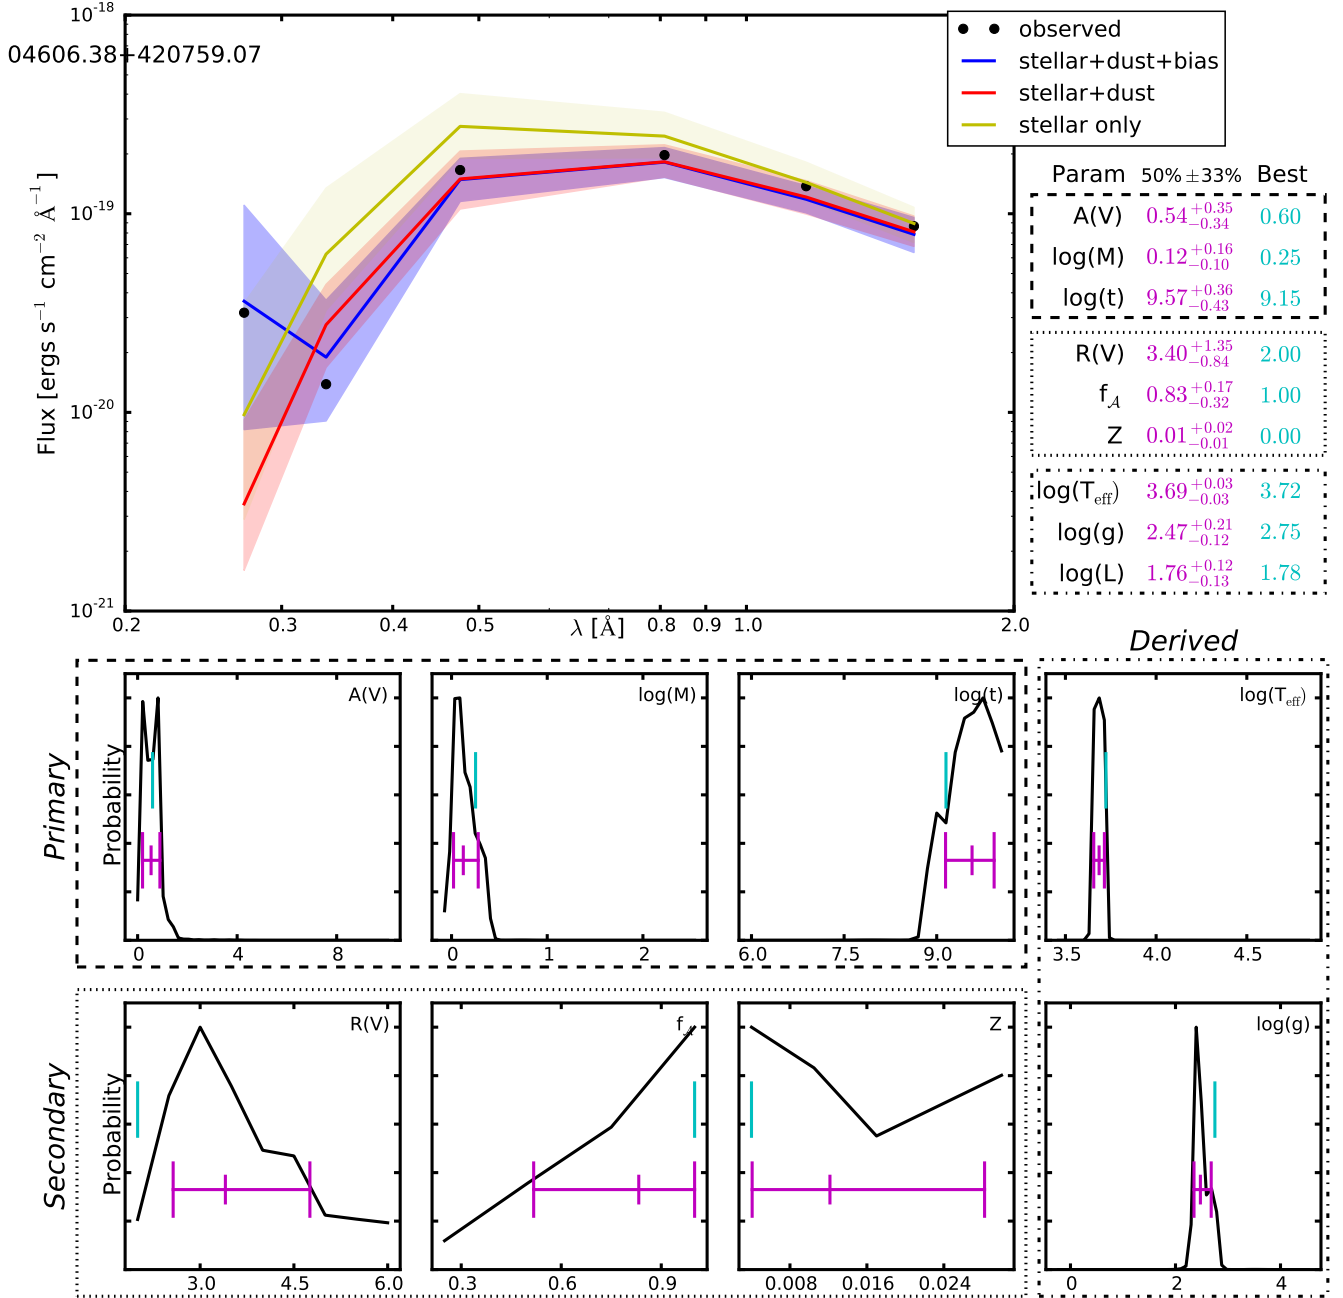 10⁻¹⁸
04606.38+420759.07
observed
stellar+dust+bias
stellar+dust
stellar only
10⁻¹⁹
10⁻²⁰
10⁻²¹
Flux [ergs s⁻¹ cm⁻² Å⁻¹]
0.2 0.3 0.4 0.5 0.8 0.9 1.0 2.0
λ [Å]
Param 50% ±33% Best
A(V) 0.54 +0.35 −0.34 0.60
log(M) 0.12 +0.16 −0.10 0.25
log(t) 9.57 +0.36 −0.43 9.15
R(V) 3.40 +1.35 −0.84 2.00
f𝒜 0.83 +0.17 −0.32 1.00
Z 0.01 +0.02 −0.01 0.00
log(Teff) 3.69 +0.03 −0.03 3.72
log(g) 2.47 +0.21 −0.12 2.75
log(L) 1.76 +0.12 −0.13 1.78
Derived
Primary
Probability
A(V)
0 4 8
log(M)
0 1 2
log(t)
6.0 7.5 9.0
log(Teff)
3.5 4.0 4.5
Secondary
Probability
R(V)
3.0 4.5 6.0
f𝒜
0.3 0.6 0.9
Z
0.008 0.016 0.024
log(g)
0 2 4